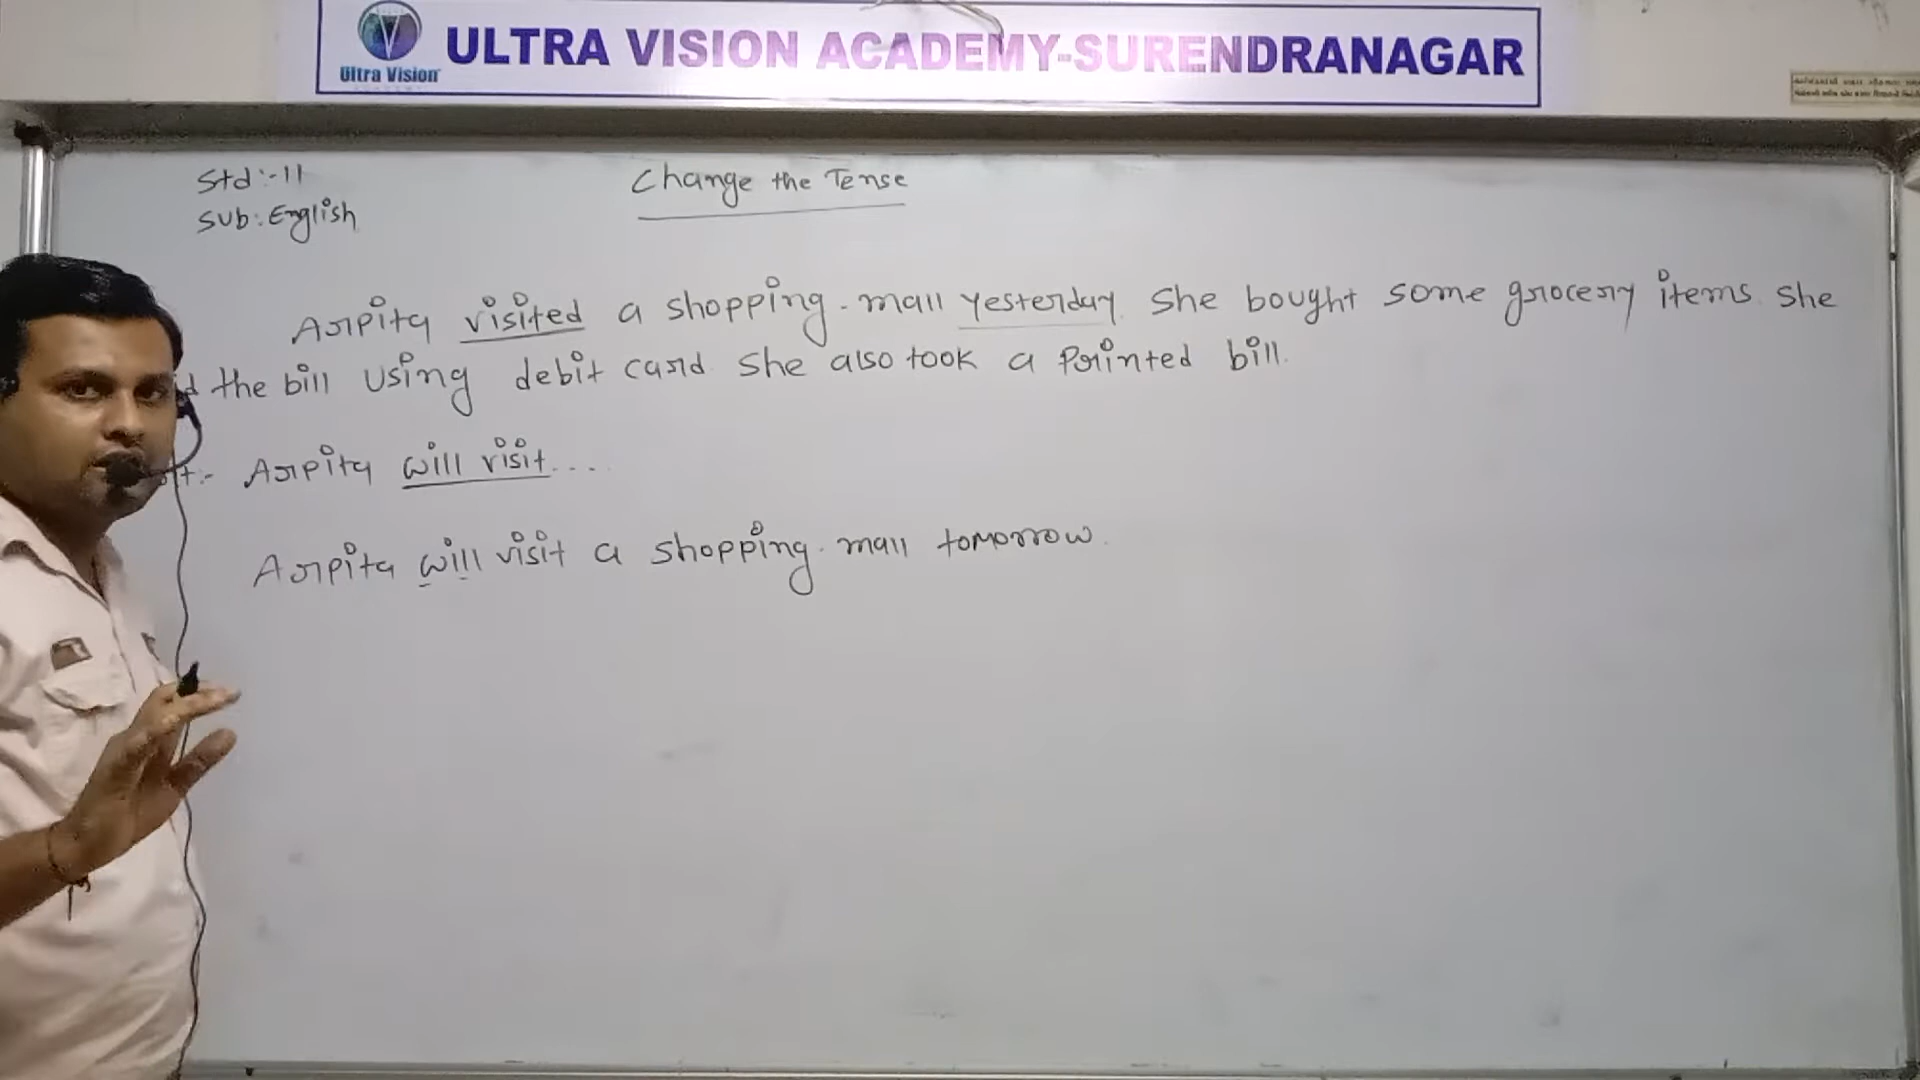 Ultra Vision
ULTRA VISION ACADEMY-SURENDRANAGAR
Std:-11
Sub: English
Change the Tense
Arpita visited a shopping-mall yesterday. She bought some grocery items. She
the bill using debit card. She also took a Printed bill.
Arpita will visit....
Arpita will visit a shopping-mall tomorrow.